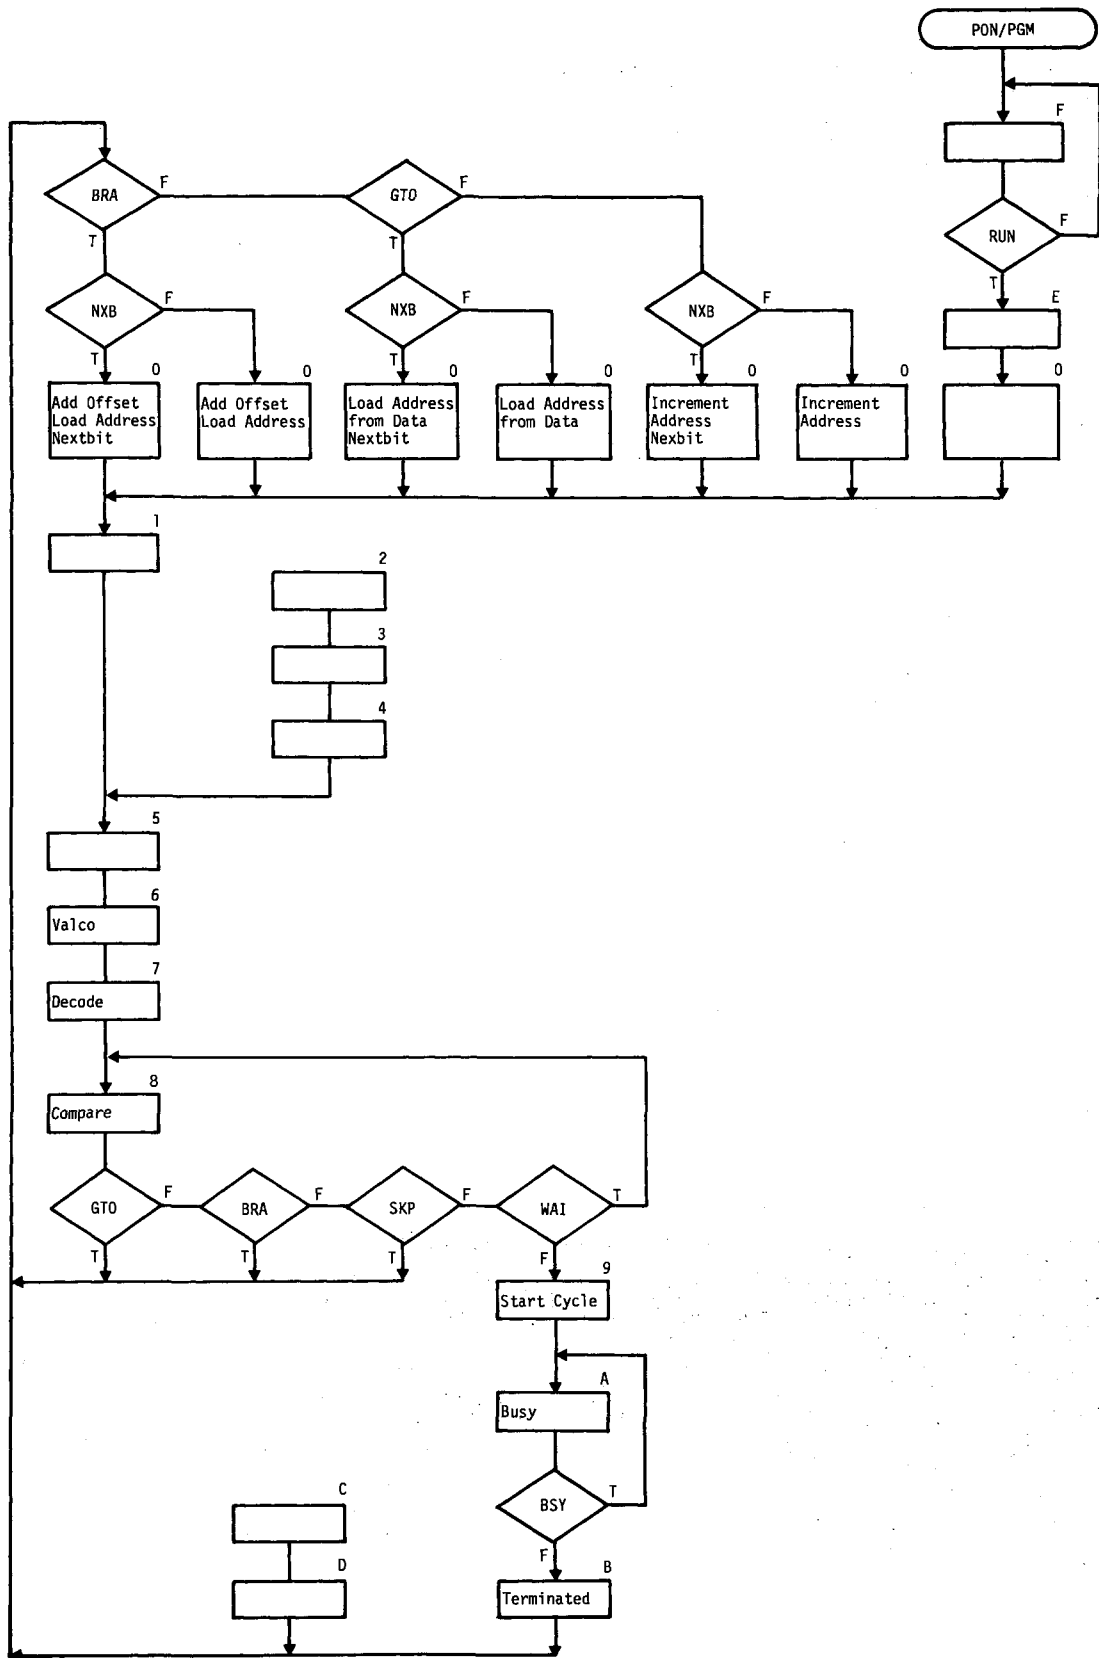 PON/PGM
F
BRA
F
T
GTO
F
T
RUN
F
T
NXB
F
T
NXB
F
T
NXB
F
T
E
0
Add Offset
Load Address
Nextbit
0
Add Offset
Load Address
0
Load Address
from Data
Nextbit
0
Load Address
from Data
0
Increment
Address
Nexbit
0
Increment
Address
0
1
2
3
4
5
6
Valco
7
Decode
8
Compare
GTO
F
T
BRA
F
T
SKP
F
T
WAI
T
F
9
Start Cycle
A
Busy
BSY
T
F
C
D
B
Terminated